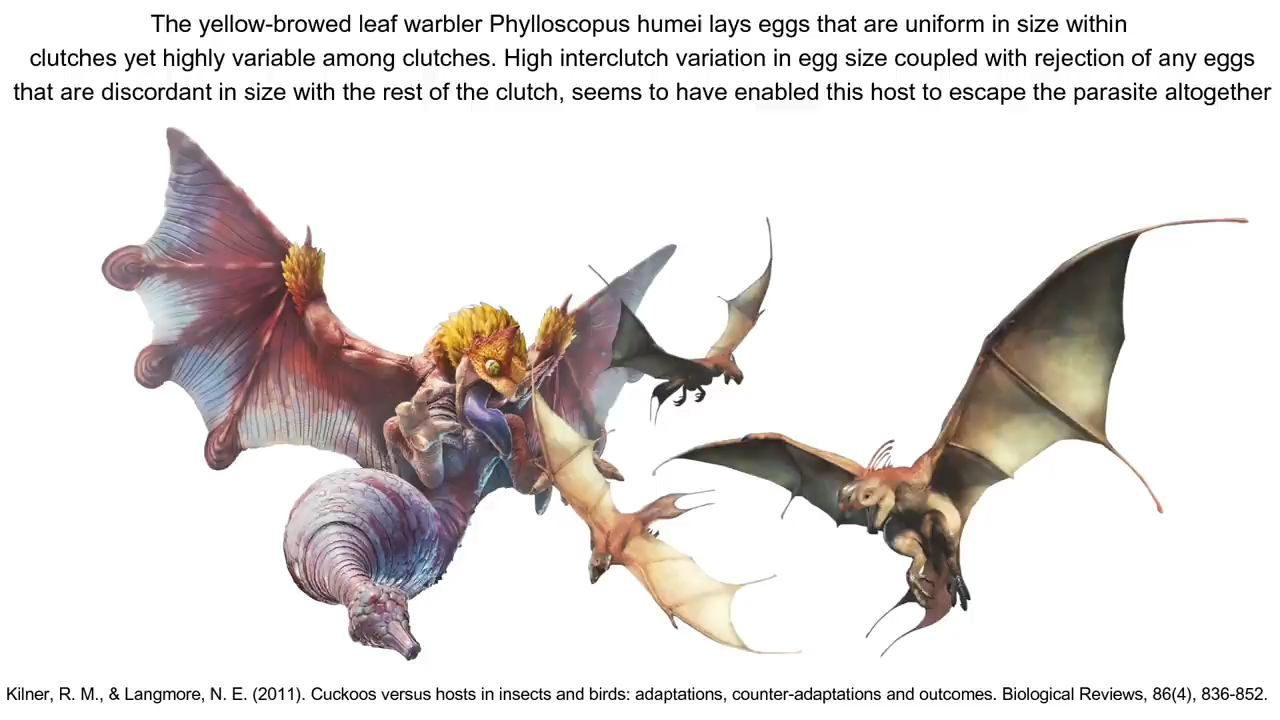 The yellow-browed leaf warbler Phylloscopus humei lays eggs that are uniform in size within
clutches yet highly variable among clutches. High interclutch variation in egg size coupled with rejection of any eggs
that are discordant in size with the rest of the clutch, seems to have enabled this host to escape the parasite altogether
Kilner, R. M., & Langmore, N. E. (2011). Cuckoos versus hosts in insects and birds: adaptations, counter-adaptations and outcomes. Biological Reviews, 86(4), 836-852.